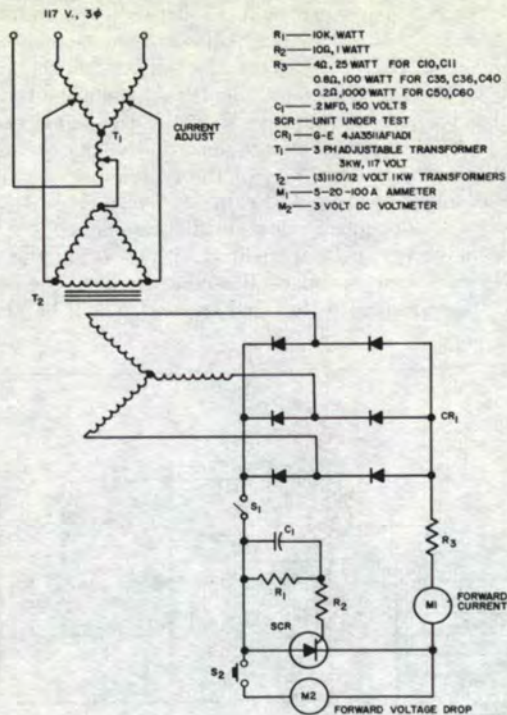 117 V., 3ø
T1
CURRENT ADJUST
T2
R1 — 10K, WATT
R2 — 10Ω, 1 WATT
R3 — 4Ω, 25 WATT FOR C10, C11
0.8Ω, 100 WATT FOR C35, C36, C40
0.2Ω, 1000 WATT FOR C50, C60
C1 — .2 MFD, 150 VOLTS
SCR — UNIT UNDER TEST
CR1 — G-E 4JA3511AF1AD1
T1 — 3 PH ADJUSTABLE TRANSFORMER
3KW, 117 VOLT
T2 — (3) 110/12 VOLT 1KW TRANSFORMERS
M1 — 5-20-100 A AMMETER
M2 — 3 VOLT DC VOLTMETER
CR1
S1
C1
R3
R1
R2
M1
FORWARD CURRENT
SCR
S2
M2
FORWARD VOLTAGE DROP